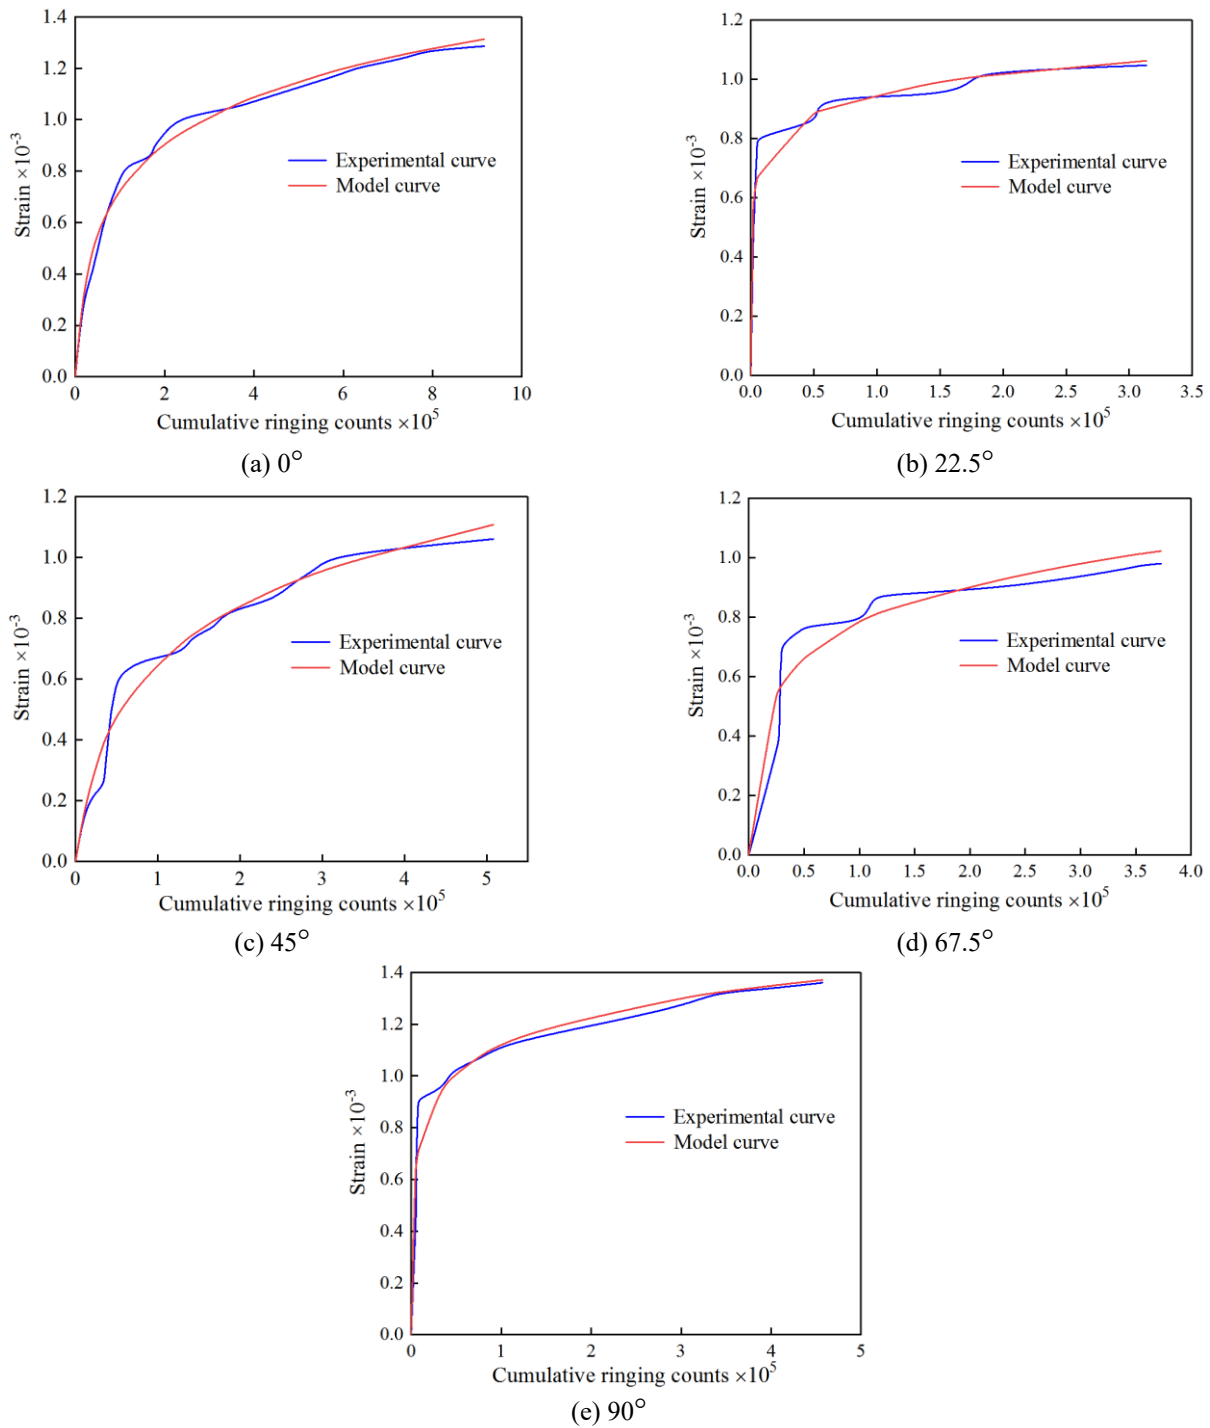 1.4
1.2
1.0
0.8
0.6
0.4
0.2
0.0
Strain ×10-3
0 2 4 6 8 10
Cumulative ringing counts ×105
Experimental curve
Model curve
(a) 0°
1.2
1.0
0.8
0.6
0.4
0.2
0.0
Strain ×10-3
0.0 0.5 1.0 1.5 2.0 2.5 3.0 3.5
Cumulative ringing counts ×105
Experimental curve
Model curve
(b) 22.5°
1.2
1.0
0.8
0.6
0.4
0.2
0.0
Strain ×10-3
0 1 2 3 4 5
Cumulative ringing counts ×105
Experimental curve
Model curve
(c) 45°
1.2
1.0
0.8
0.6
0.4
0.2
0.0
Strain ×10-3
0.0 0.5 1.0 1.5 2.0 2.5 3.0 3.5 4.0
Cumulative ringing counts ×105
Experimental curve
Model curve
(d) 67.5°
1.4
1.2
1.0
0.8
0.6
0.4
0.2
0.0
Strain ×10-3
0 1 2 3 4 5
Cumulative ringing counts ×105
Experimental curve
Model curve
(e) 90°